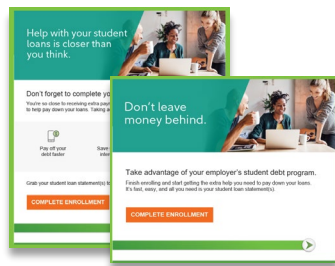 Help with your student
loans is closer than
you think.
Don't forget to complete
You're so close to receiving extra
to help pay down your loans. Taking
Pay off your
debt faster
Save
Grab your student loan statement(s)
COMPLETE ENROLLMENT
Don't leave
money behind.
Take advantage of your employer's student debt program.
Finish enrolling and start getting the extra help you need to pay down your loans.
It's fast, easy, and all you need is your student loan statement(s).
COMPLETE ENROLLMENT